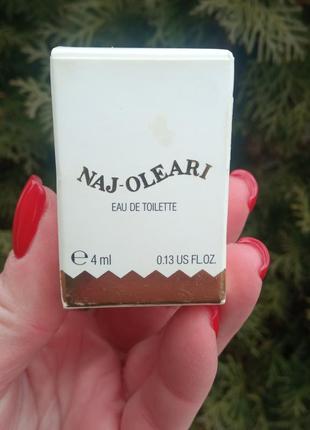 NAJ-OLEARI
EAU DE TOILETTE
℮ 4 ml 0.13 US FL.OZ.